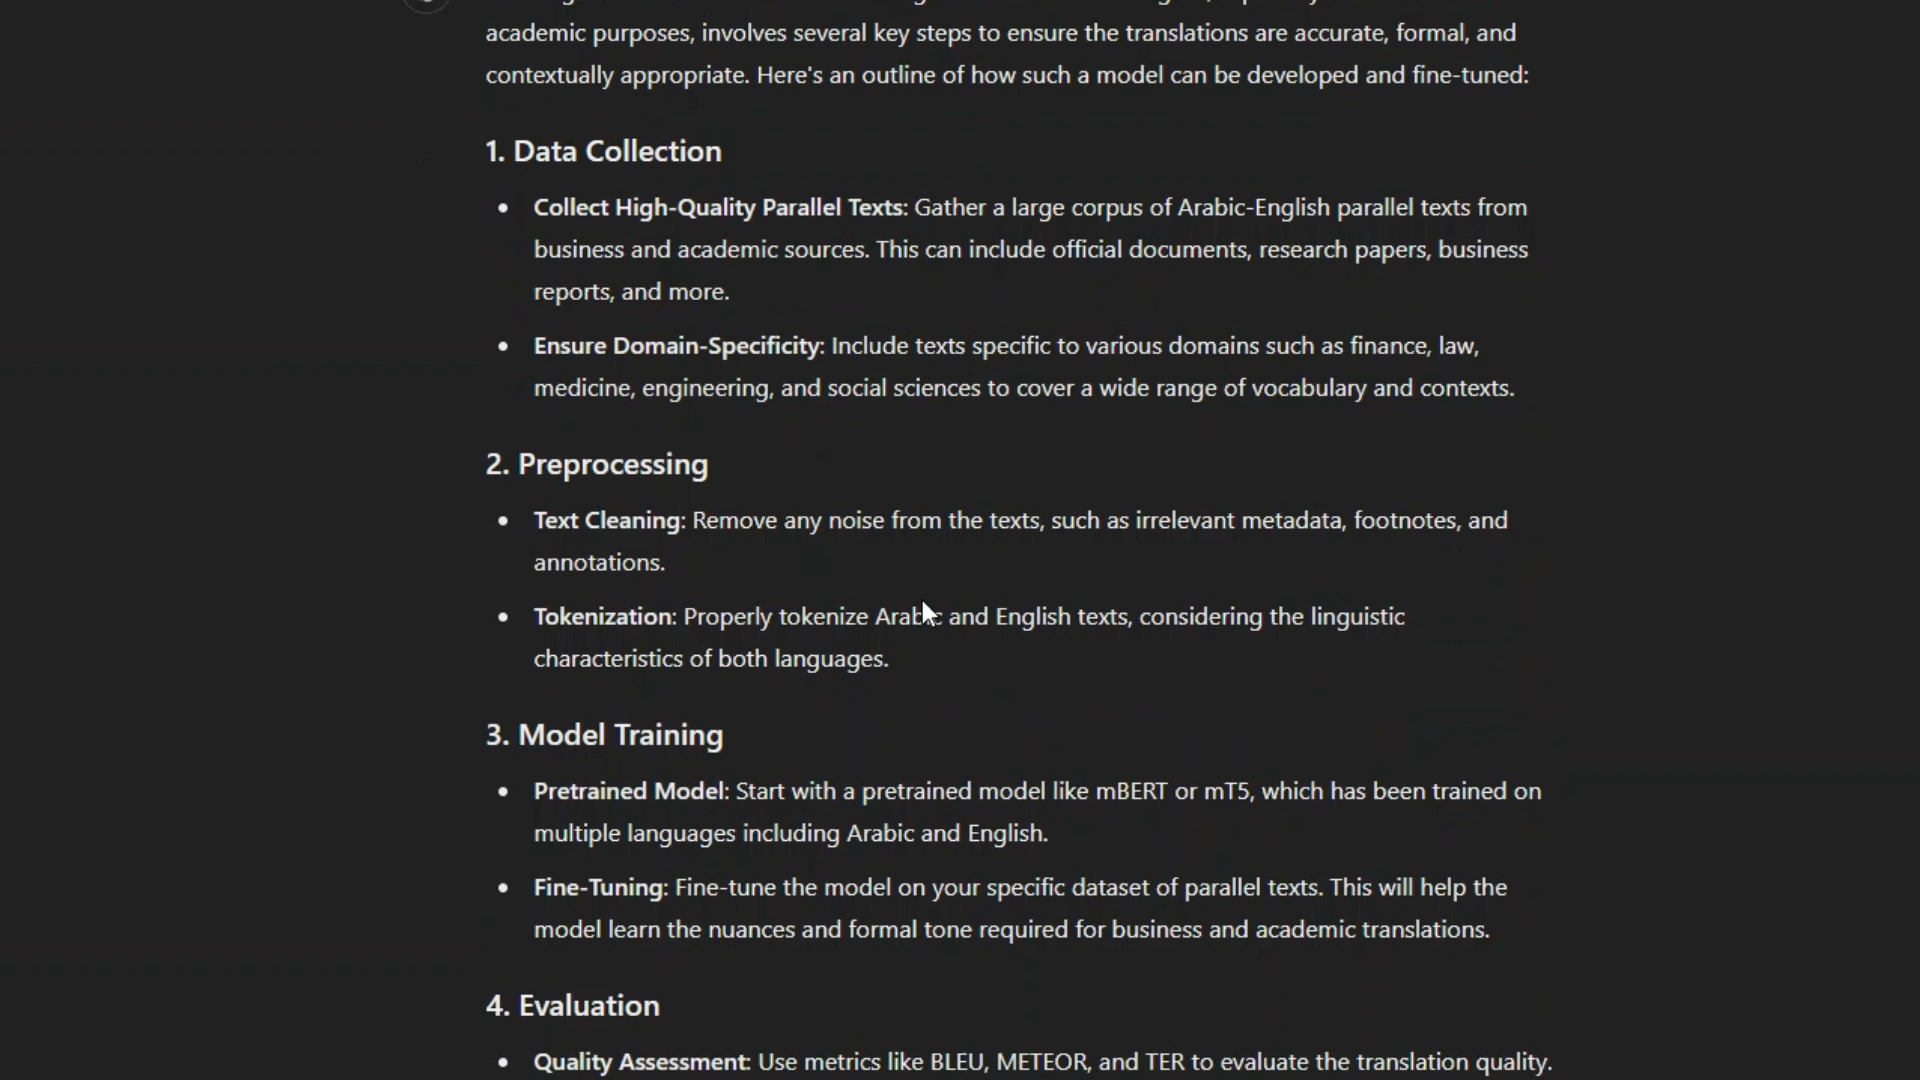 academic purposes, involves several key steps to ensure the translations are accurate, formal, and
contextually appropriate. Here's an outline of how such a model can be developed and fine-tuned:
1. Data Collection
• Collect High-Quality Parallel Texts: Gather a large corpus of Arabic-English parallel texts from
business and academic sources. This can include official documents, research papers, business
reports, and more.
• Ensure Domain-Specificity: Include texts specific to various domains such as finance, law,
medicine, engineering, and social sciences to cover a wide range of vocabulary and contexts.
2. Preprocessing
• Text Cleaning: Remove any noise from the texts, such as irrelevant metadata, footnotes, and
annotations.
• Tokenization: Properly tokenize Arabic and English texts, considering the linguistic
characteristics of both languages.
3. Model Training
• Pretrained Model: Start with a pretrained model like mBERT or mT5, which has been trained on
multiple languages including Arabic and English.
• Fine-Tuning: Fine-tune the model on your specific dataset of parallel texts. This will help the
model learn the nuances and formal tone required for business and academic translations.
4. Evaluation
• Quality Assessment: Use metrics like BLEU, METEOR, and TER to evaluate the translation quality.